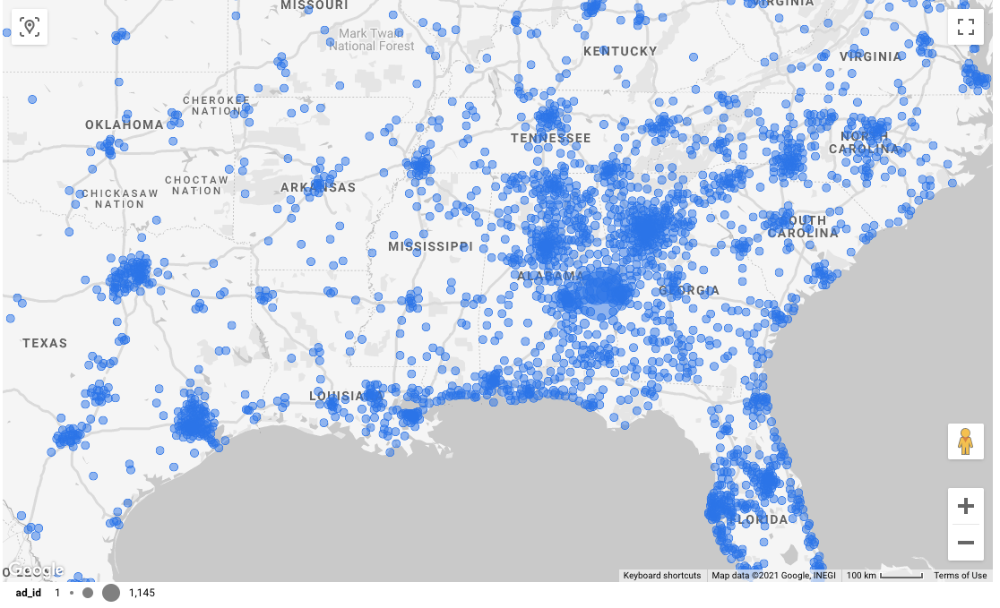 MISSOURI
VIRGINIA
Mark Twain
National Forest
KENTUCKY
VIRGINIA
CHEROKEE
NATION
OKLAHOMA
TENNESSEE
NORTH
CAROLINA
CHOCTAW
NATION
ARKANSAS
CHICKASAW
NATION
SOUTH
CAROLINA
MISSISSIPPI
ALABAMA
GEORGIA
TEXAS
LOUISIA
FLORIDA
Google
Keyboard shortcuts
Map data ©2021 Google, INEGI
100 km
Terms of Use
ad_id 1 1,145